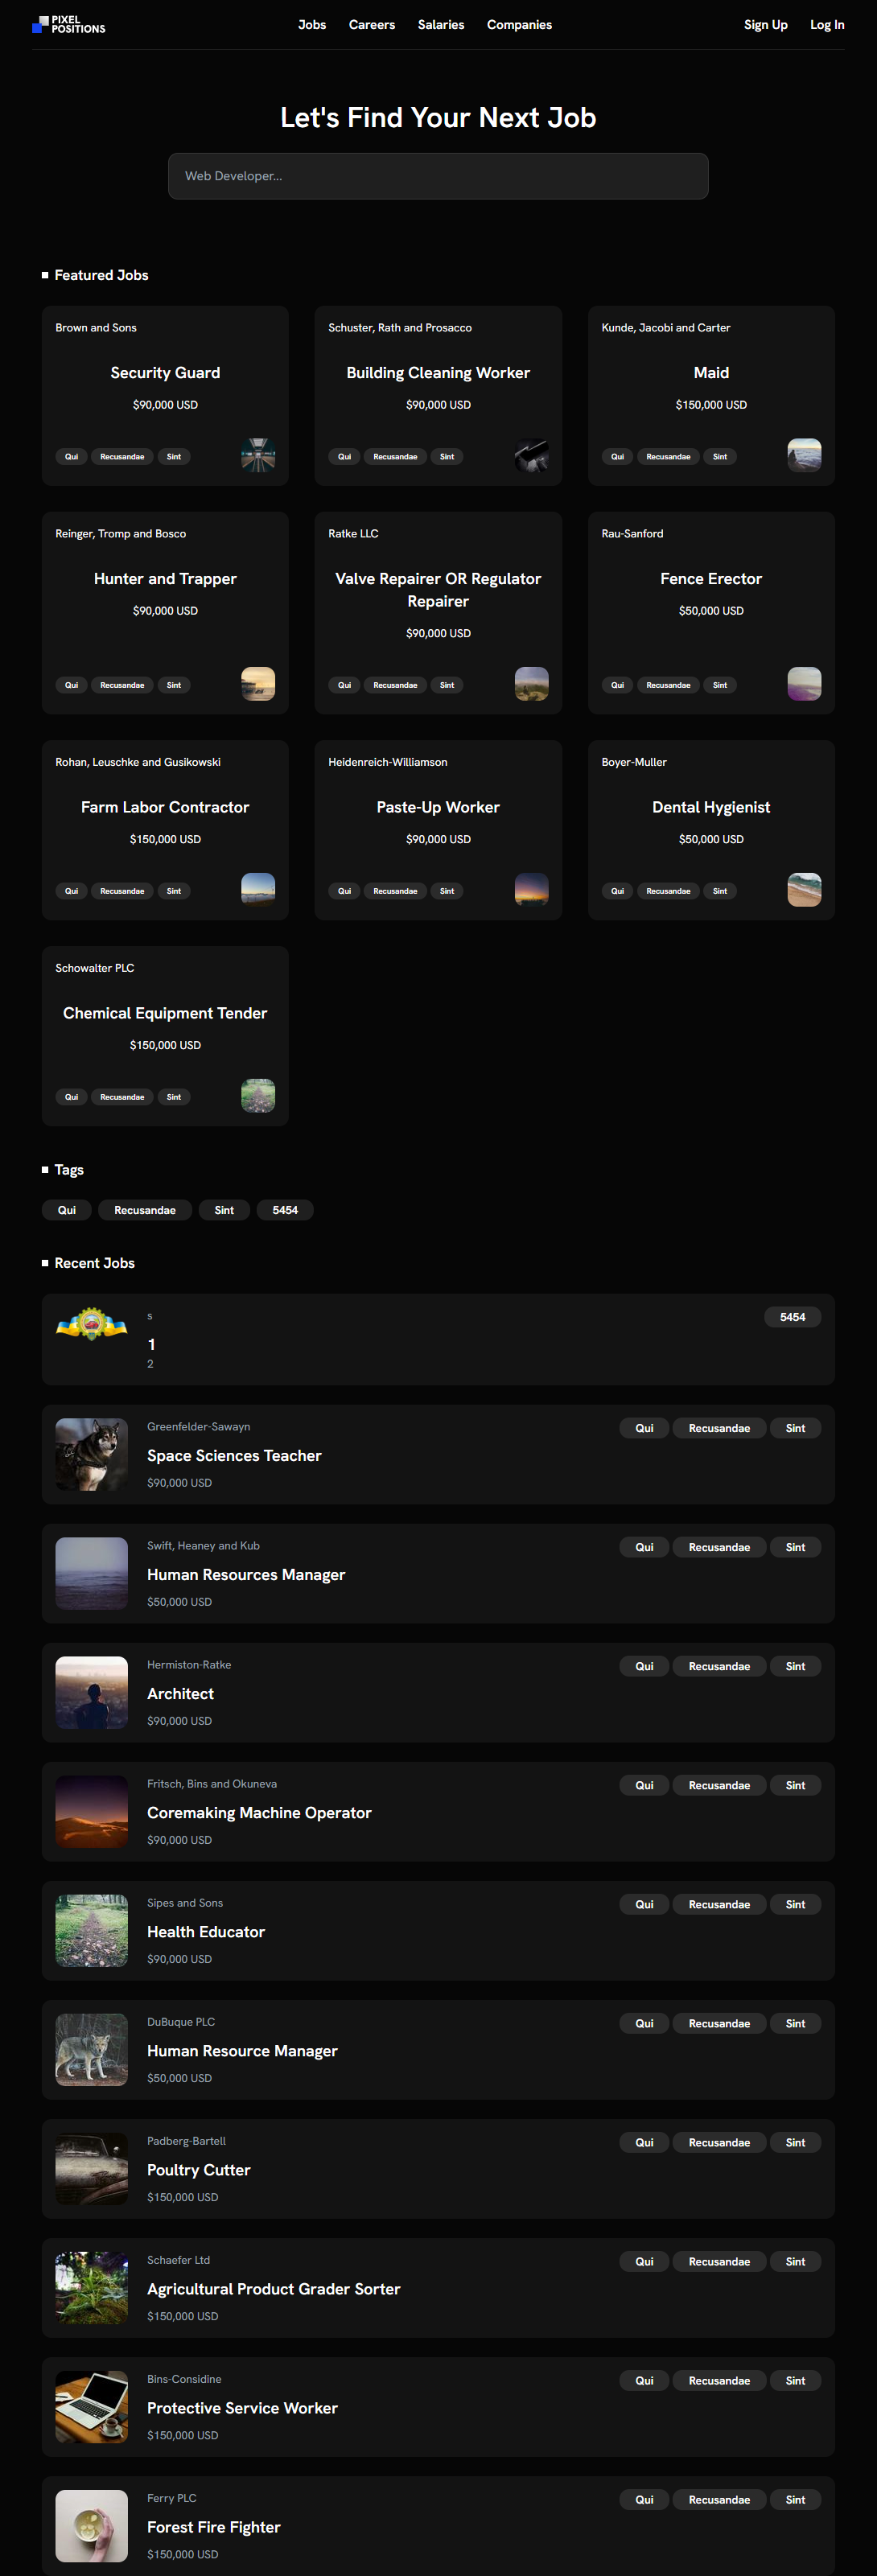 PIXEL
POSITIONS
Jobs Careers Salaries Companies
Sign Up Log In
Let's Find Your Next Job
Web Developer...
Featured Jobs
Brown and Sons
Security Guard
$90,000 USD
Qui Recusandae Sint
Schuster, Rath and Prosacco
Building Cleaning Worker
$90,000 USD
Qui Recusandae Sint
Kunde, Jacobi and Carter
Maid
$150,000 USD
Qui Recusandae Sint
Reinger, Tromp and Bosco
Hunter and Trapper
$90,000 USD
Qui Recusandae Sint
Ratke LLC
Valve Repairer OR Regulator
Repairer
$90,000 USD
Qui Recusandae Sint
Rau-Sanford
Fence Erector
$50,000 USD
Qui Recusandae Sint
Rohan, Leuschke and Gusikowski
Farm Labor Contractor
$150,000 USD
Qui Recusandae Sint
Heidenreich-Williamson
Paste-Up Worker
$90,000 USD
Qui Recusandae Sint
Boyer-Muller
Dental Hygienist
$50,000 USD
Qui Recusandae Sint
Schowalter PLC
Chemical Equipment Tender
$150,000 USD
Qui Recusandae Sint
Tags
Qui Recusandae Sint 5454
Recent Jobs
s
1
2
5454
Greenfelder-Sawayn
Space Sciences Teacher
$90,000 USD
Qui Recusandae Sint
Swift, Heaney and Kub
Human Resources Manager
$50,000 USD
Qui Recusandae Sint
Hermiston-Ratke
Architect
$90,000 USD
Qui Recusandae Sint
Fritsch, Bins and Okuneva
Coremaking Machine Operator
$90,000 USD
Qui Recusandae Sint
Sipes and Sons
Health Educator
$90,000 USD
Qui Recusandae Sint
DuBuque PLC
Human Resource Manager
$50,000 USD
Qui Recusandae Sint
Padberg-Bartell
Poultry Cutter
$150,000 USD
Qui Recusandae Sint
Schaefer Ltd
Agricultural Product Grader Sorter
$150,000 USD
Qui Recusandae Sint
Bins-Considine
Protective Service Worker
$150,000 USD
Qui Recusandae Sint
Ferry PLC
Forest Fire Fighter
$150,000 USD
Qui Recusandae Sint